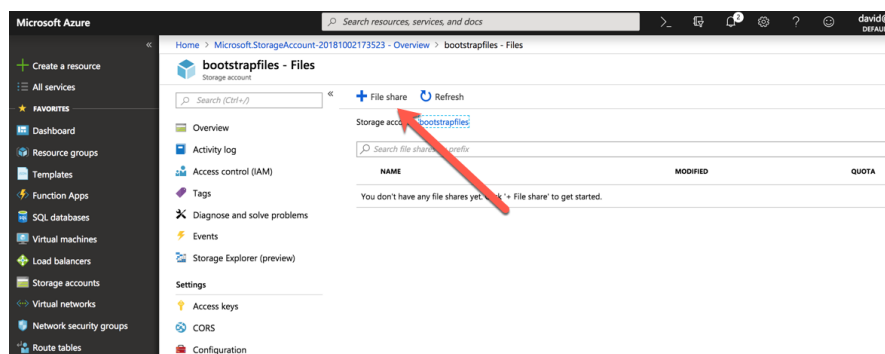 Microsoft Azure
Search resources, services, and docs
2
david@
DEFAUL
Home > Microsoft.StorageAccount-20181002173523 - Overview > bootstrapfiles - Files
bootstrapfiles - Files
Storage account
Create a resource
All services
FAVORITES
Dashboard
Resource groups
Templates
Function Apps
SQL databases
Virtual machines
Load balancers
Storage accounts
Virtual networks
Network security groups
Route tables
Search (Ctrl+/)
Overview
Activity log
Access control (IAM)
Tags
Diagnose and solve problems
Events
Storage Explorer (preview)
Settings
Access keys
CORS
Configuration
File share
Refresh
Storage bootstrapfiles
Search file shares prefix
NAME MODIFIED QUOTA
You don't have any file shares yet. '+ File share' to get started.